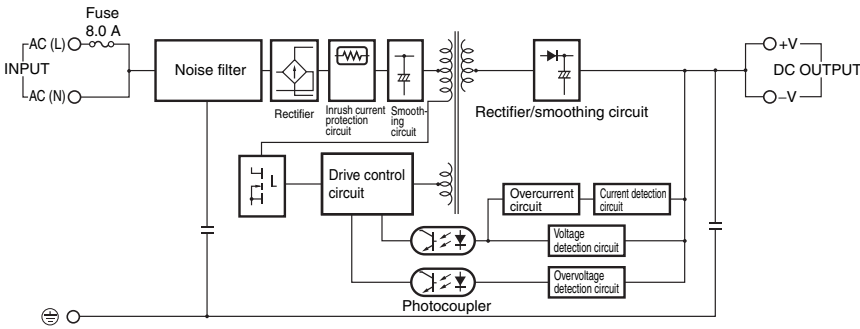 Fuse
8.0 A
AC (L)
INPUT
AC (N)
Noise filter
Rectifier
Inrush current
protection
circuit
Smooth-
ing
circuit
Rectifier/smoothing circuit
+V
DC OUTPUT
–V
Drive control
circuit
Overcurrent
circuit
Current detection
circuit
Voltage
detection circuit
Overvoltage
detection circuit
Photocoupler